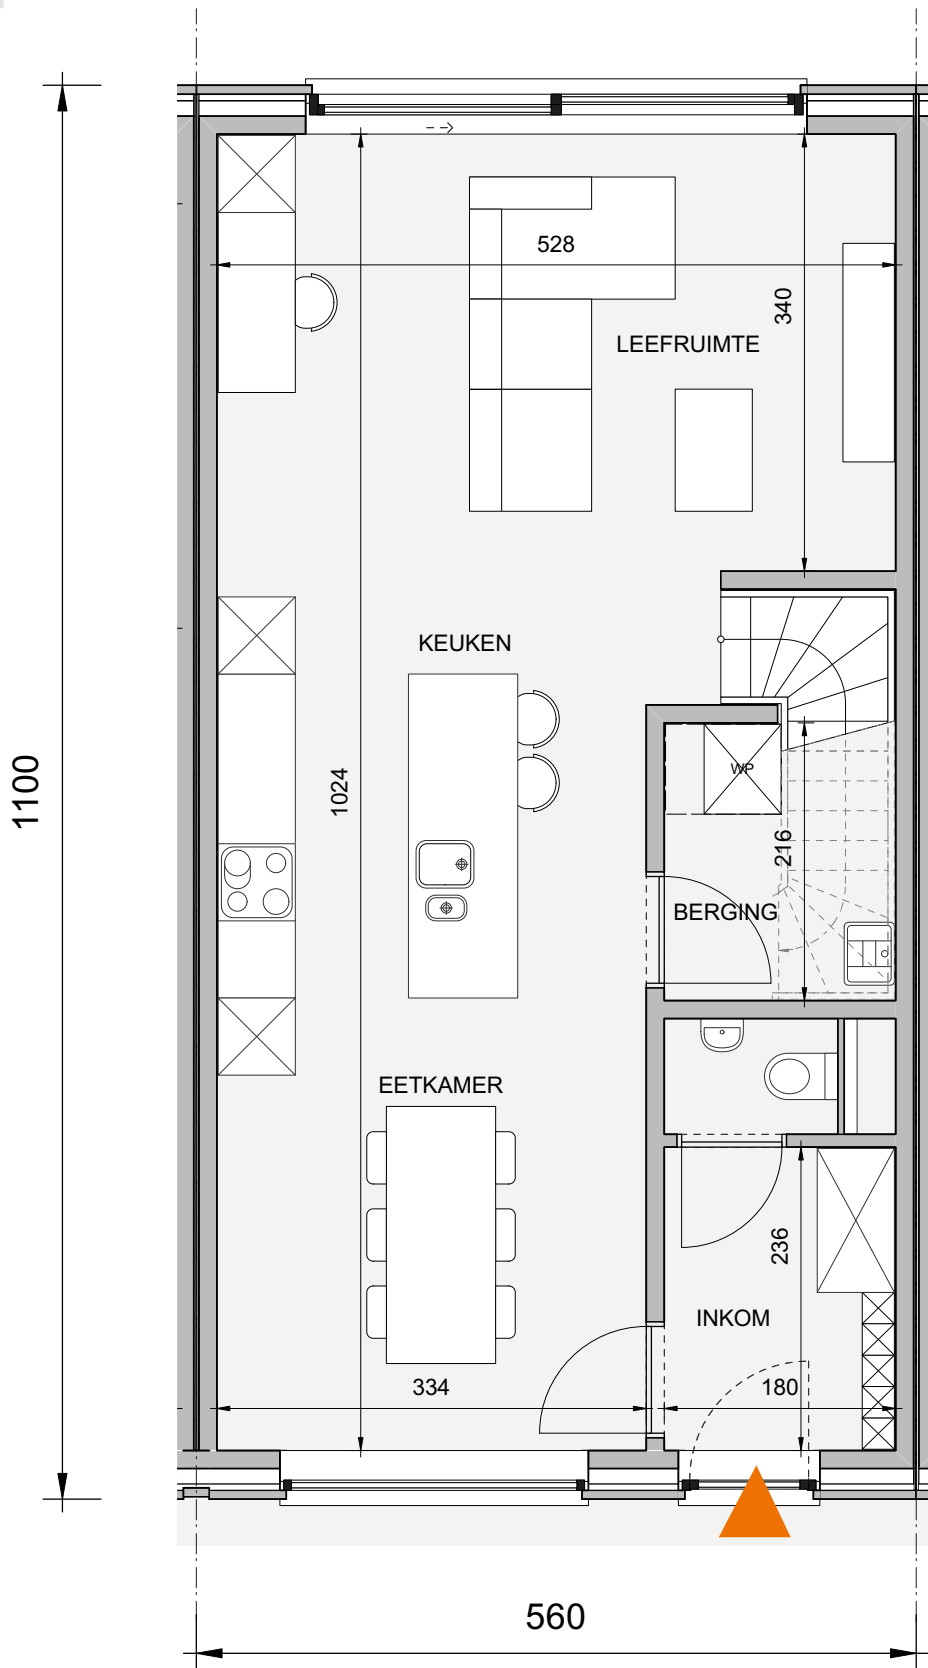 528
340
LEEFRUIMTE
KEUKEN
WP
1024
1100
216
BERGING
EETKAMER
236
INKOM
334
180
560